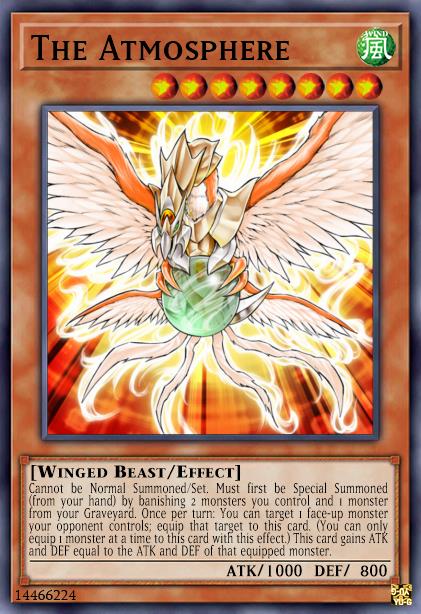 The Atmosphere
WIND
風
[Winged Beast/Effect]
Cannot be Normal Summoned/Set. Must first be Special Summoned
(from your hand) by banishing 2 monsters you control and 1 monster
from your Graveyard. Once per turn: You can target 1 face-up monster
your opponent controls; equip that target to this card. (You can only
equip 1 monster at a time to this card with this effect.) This card gains ATK
and DEF equal to the ATK and DEF of that equipped monster.
ATK/1000 DEF/ 800
14466224